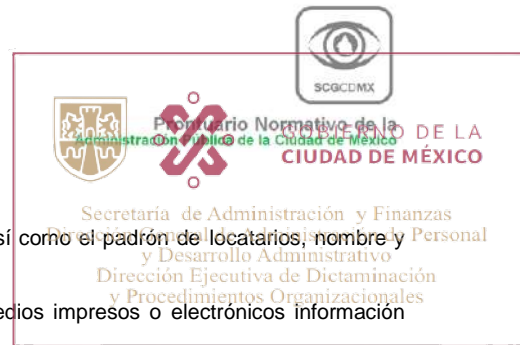 SCGCDMX
Prontuario Normativo de la
Administración Pública de la Ciudad de México
GOBIERNO DE LA
CIUDAD DE MÉXICO
Secretaría de Administración y Finanzas
Dirección General de Administración de Personal
y Desarrollo Administrativo
Dirección Ejecutiva de Dictaminación
y Procedimientos Organizacionales
sí como el padrón de locatarios, nombre y
edios impresos o electrónicos información